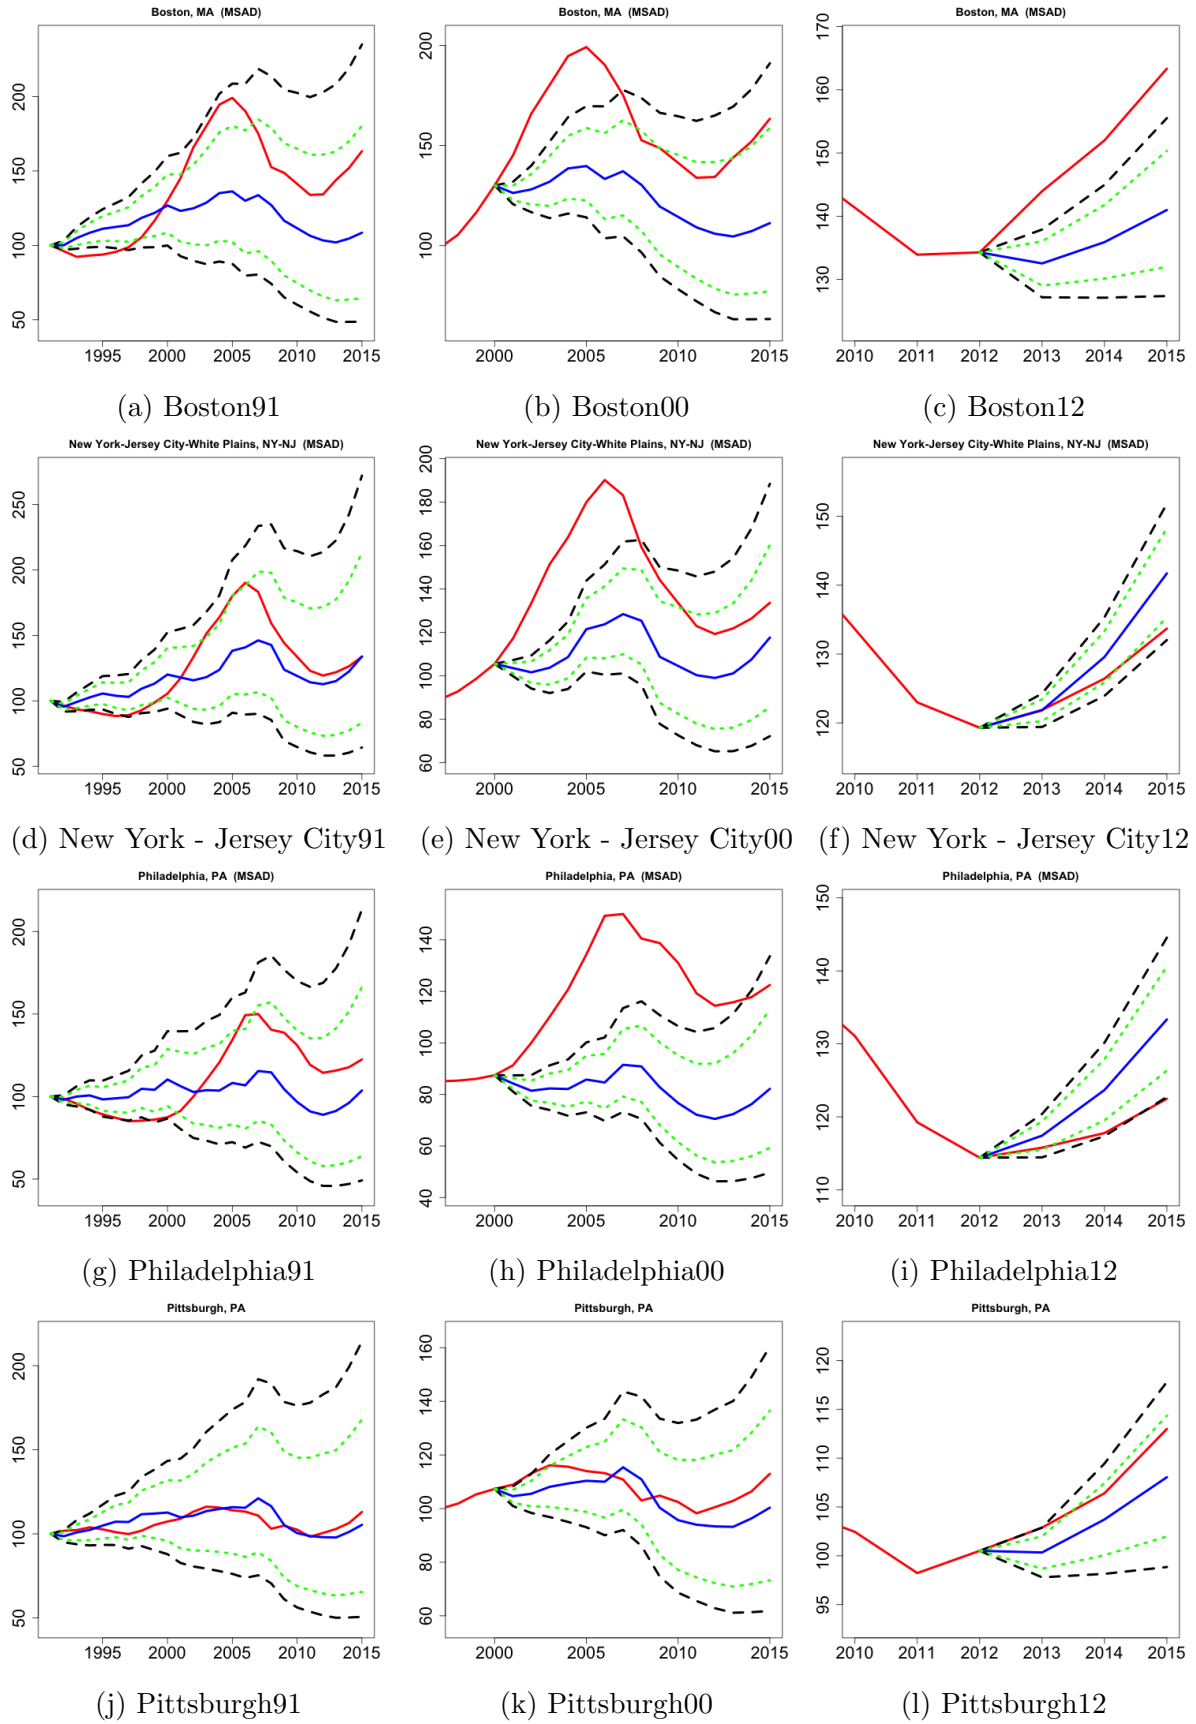 Boston, MA (MSAD)
50 100 150 200
1995 2000 2005 2010 2015
(a) Boston91
Boston, MA (MSAD)
100 150 200
2000 2005 2010 2015
(b) Boston00
Boston, MA (MSAD)
130 140 150 160 170
2010 2011 2012 2013 2014 2015
(c) Boston12
New York-Jersey City-White Plains, NY-NJ (MSAD)
50 100 150 200 250
1995 2000 2005 2010 2015
(d) New York - Jersey City91
New York-Jersey City-White Plains, NY-NJ (MSAD)
60 80 100 120 140 160 180 200
2000 2005 2010 2015
(e) New York - Jersey City00
New York-Jersey City-White Plains, NY-NJ (MSAD)
120 130 140 150
2010 2011 2012 2013 2014 2015
(f) New York - Jersey City12
Philadelphia, PA (MSAD)
50 100 150 200
1995 2000 2005 2010 2015
(g) Philadelphia91
Philadelphia, PA (MSAD)
40 60 80 100 120 140
2000 2005 2010 2015
(h) Philadelphia00
Philadelphia, PA (MSAD)
110 120 130 140 150
2010 2011 2012 2013 2014 2015
(i) Philadelphia12
Pittsburgh, PA
50 100 150 200
1995 2000 2005 2010 2015
(j) Pittsburgh91
Pittsburgh, PA
60 80 100 120 140 160
2000 2005 2010 2015
(k) Pittsburgh00
Pittsburgh, PA
95 100 105 110 115 120
2010 2011 2012 2013 2014 2015
(l) Pittsburgh12